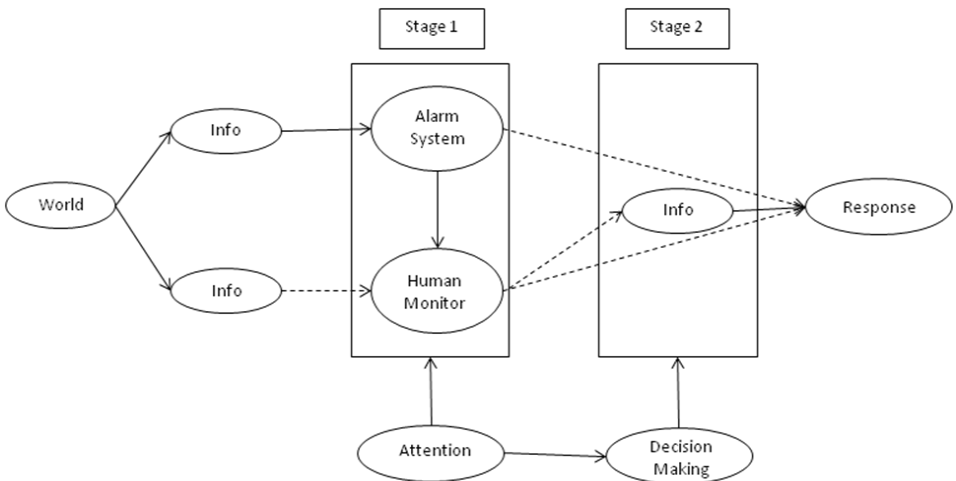 Stage 1
Stage 2
Info
Alarm
System
World
Info
Response
Info
Human
Monitor
Attention
Decision
Making